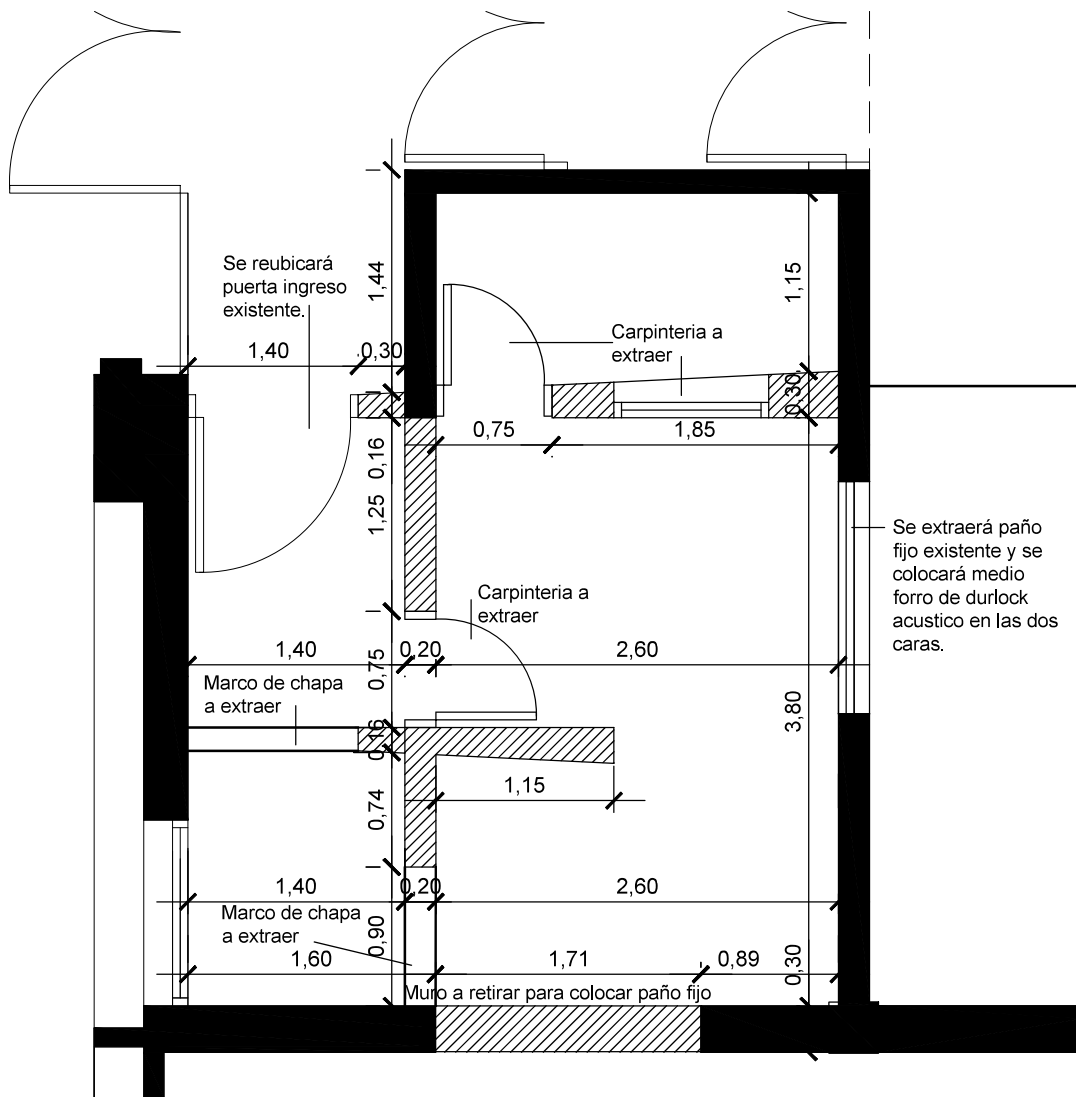 Se reubicará
puerta ingreso
existente.
1,44
1,15
1,40
0,30
Carpinteria a
extraer
0,30
0,75
1,85
0,16
1,25
Se extraerá paño
fijo existente y se
colocará medio
forro de durlock
acustico en las dos
caras.
Carpinteria a
extraer
1,40
0,20
2,60
0,75
Marco de chapa
a extraer
3,80
0,16
1,15
0,74
1,40
0,20
2,60
Marco de chapa
a extraer
0,90
1,60
1,71
0,89
0,30
Muro a retirar para colocar paño fijo